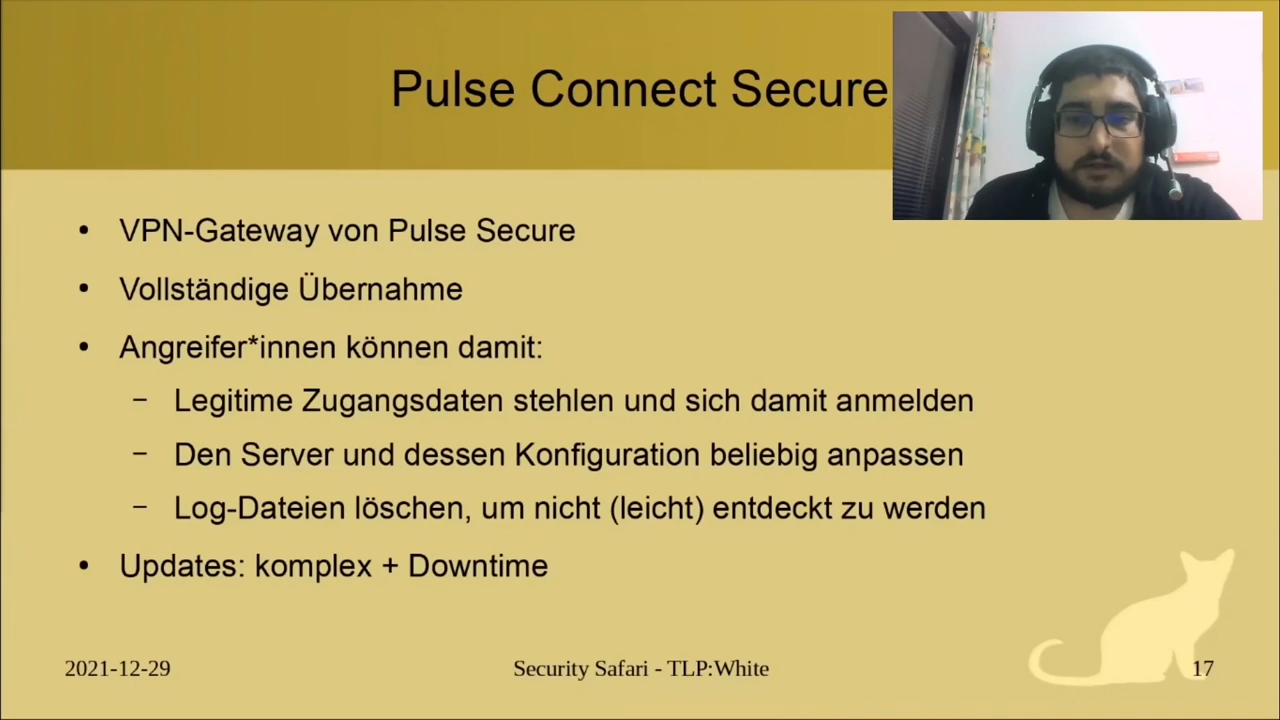 Pulse Connect Secure
• VPN-Gateway von Pulse Secure
• Vollständige Übernahme
• Angreifer*innen können damit:
– Legitime Zugangsdaten stehlen und sich damit anmelden
– Den Server und dessen Konfiguration beliebig anpassen
– Log-Dateien löschen, um nicht (leicht) entdeckt zu werden
• Updates: komplex + Downtime
2021-12-29
Security Safari - TLP:White
17